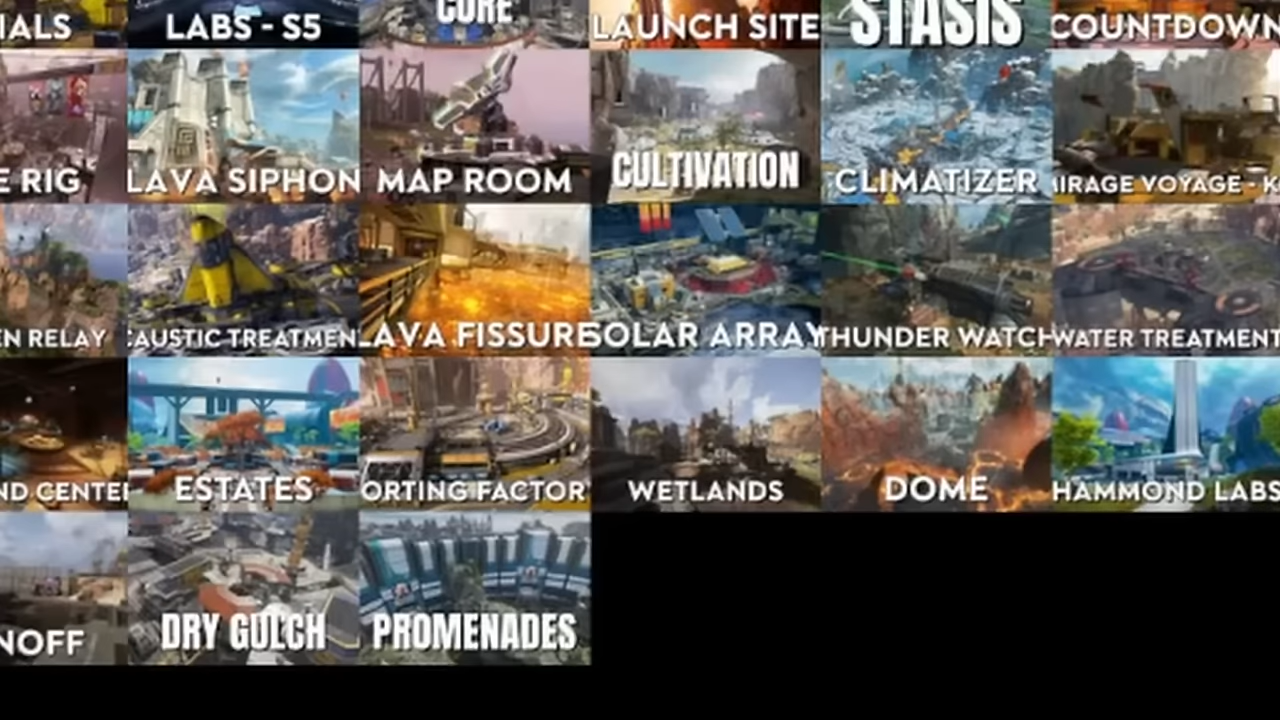 IALS
LABS - S5
CORE
LAUNCH SITE
STASIS
COUNTDOWN
E RIG
LAVA SIPHON
MAP ROOM
CULTIVATION
CLIMATIZER
MIRAGE VOYAGE - K
EN RELAY
CAUSTIC TREATMEN
LAVA FISSURE
SOLAR ARRAY
THUNDER WATCH
WATER TREATMENT
ND CENTER
ESTATES
ORTING FACTOR
WETLANDS
DOME
HAMMOND LABS
NOFF
DRY GULCH
PROMENADES